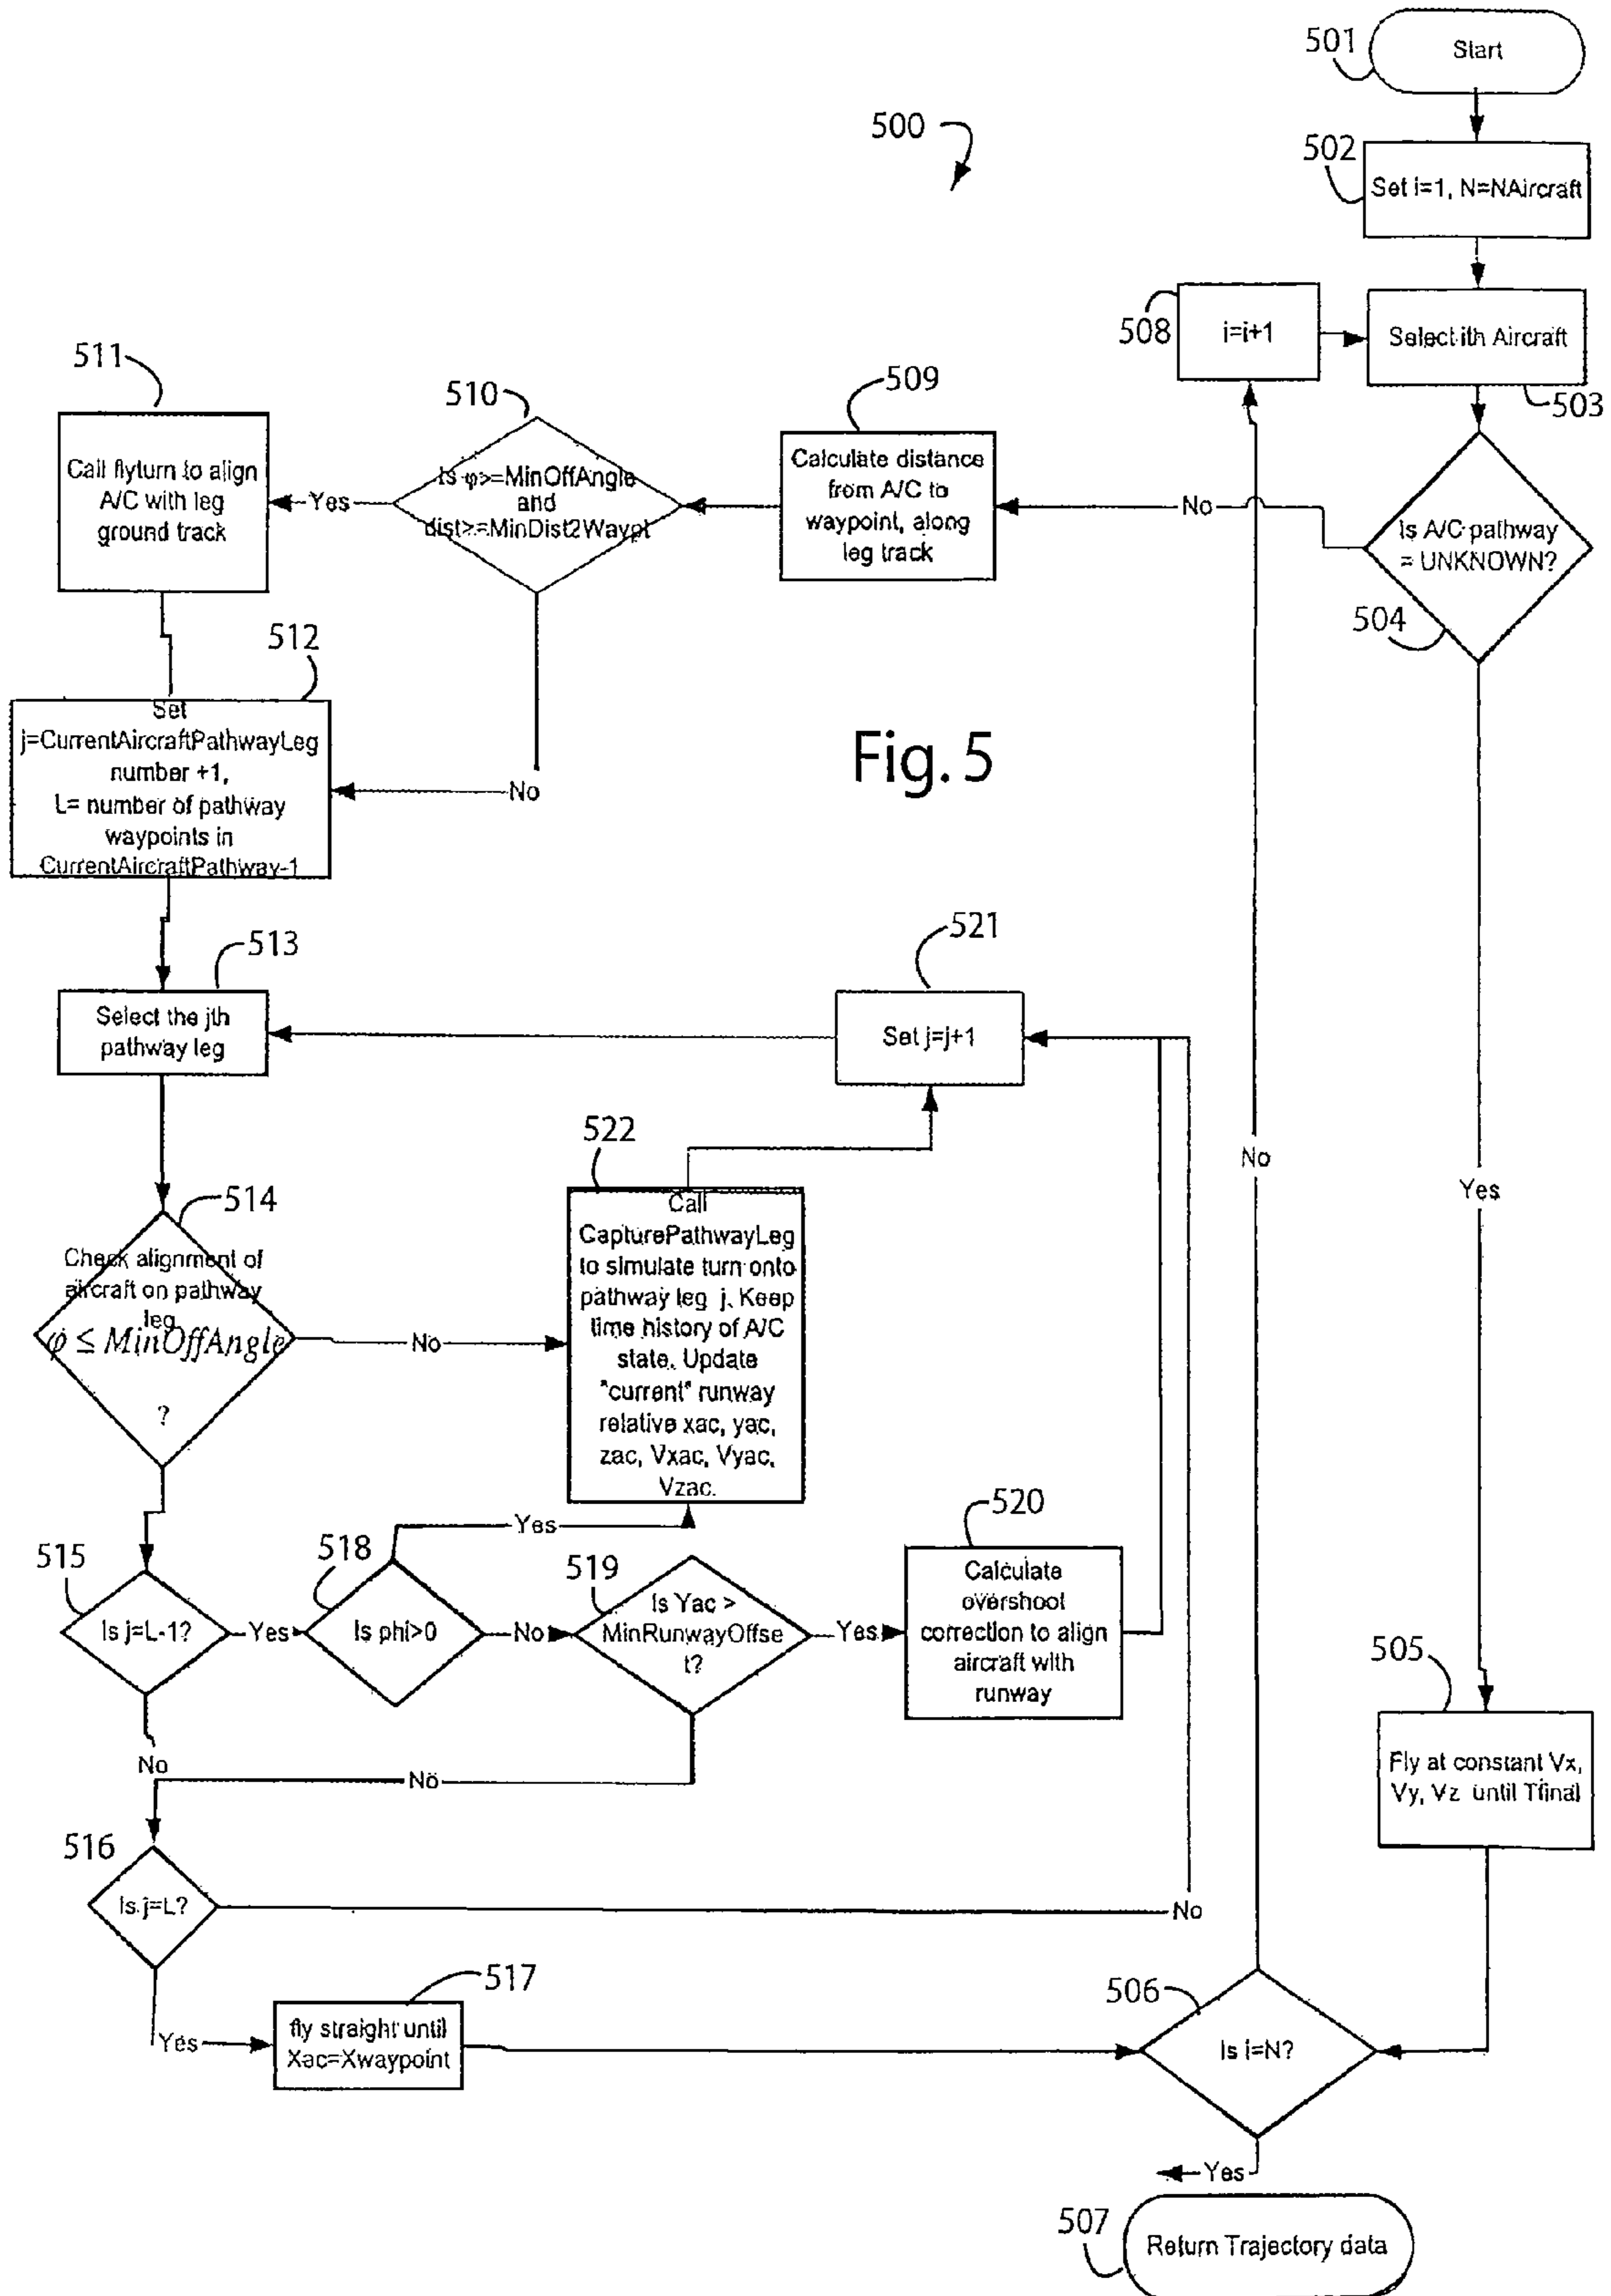 501
Start
500
502
Set i=1, N=NAircraft
508
i=i+1
Select ith Aircraft
503
511
510
509
Call flyturn to align
A/C with leg
ground track
Yes
Is φ>=MinOffAngle
and
dist>=MinDist2Waypt
Calculate distance
from A/C to
waypoint, along
leg track
No
Is A/C pathway
= UNKNOWN?
504
512
Set
j=CurrentAircraftPathwayLeg
number +1,
L= number of pathway
waypoints in
CurrentAircraftPathway-1
No
Fig. 5
513
Select the jth
pathway leg
521
Set j=j+1
522
No
Yes
514
Check alignment of
aircraft on pathway
leg
φ ≤ MinOffAngle
?
No
Call
CapturePathwayLeg
to simulate turn onto
pathway leg j. Keep
time history of A/C
state. Update
"current" runway
relative xac, yac,
zac, Vxac, Vyac,
Vzac.
Yes
515
Is j=L-1?
Yes
518
Is phi>0
No
519
Is Yac >
MinRunwayOffse
t?
Yes
520
Calculate
overshoot
correction to align
aircraft with
runway
505
Fly at constant Vx,
Vy, Vz until Tfinal
No
No
516
Is j=L?
No
517
Yes
fly straight until
Xac=Xwaypoint
506
Is i=N?
Yes
507
Return Trajectory data